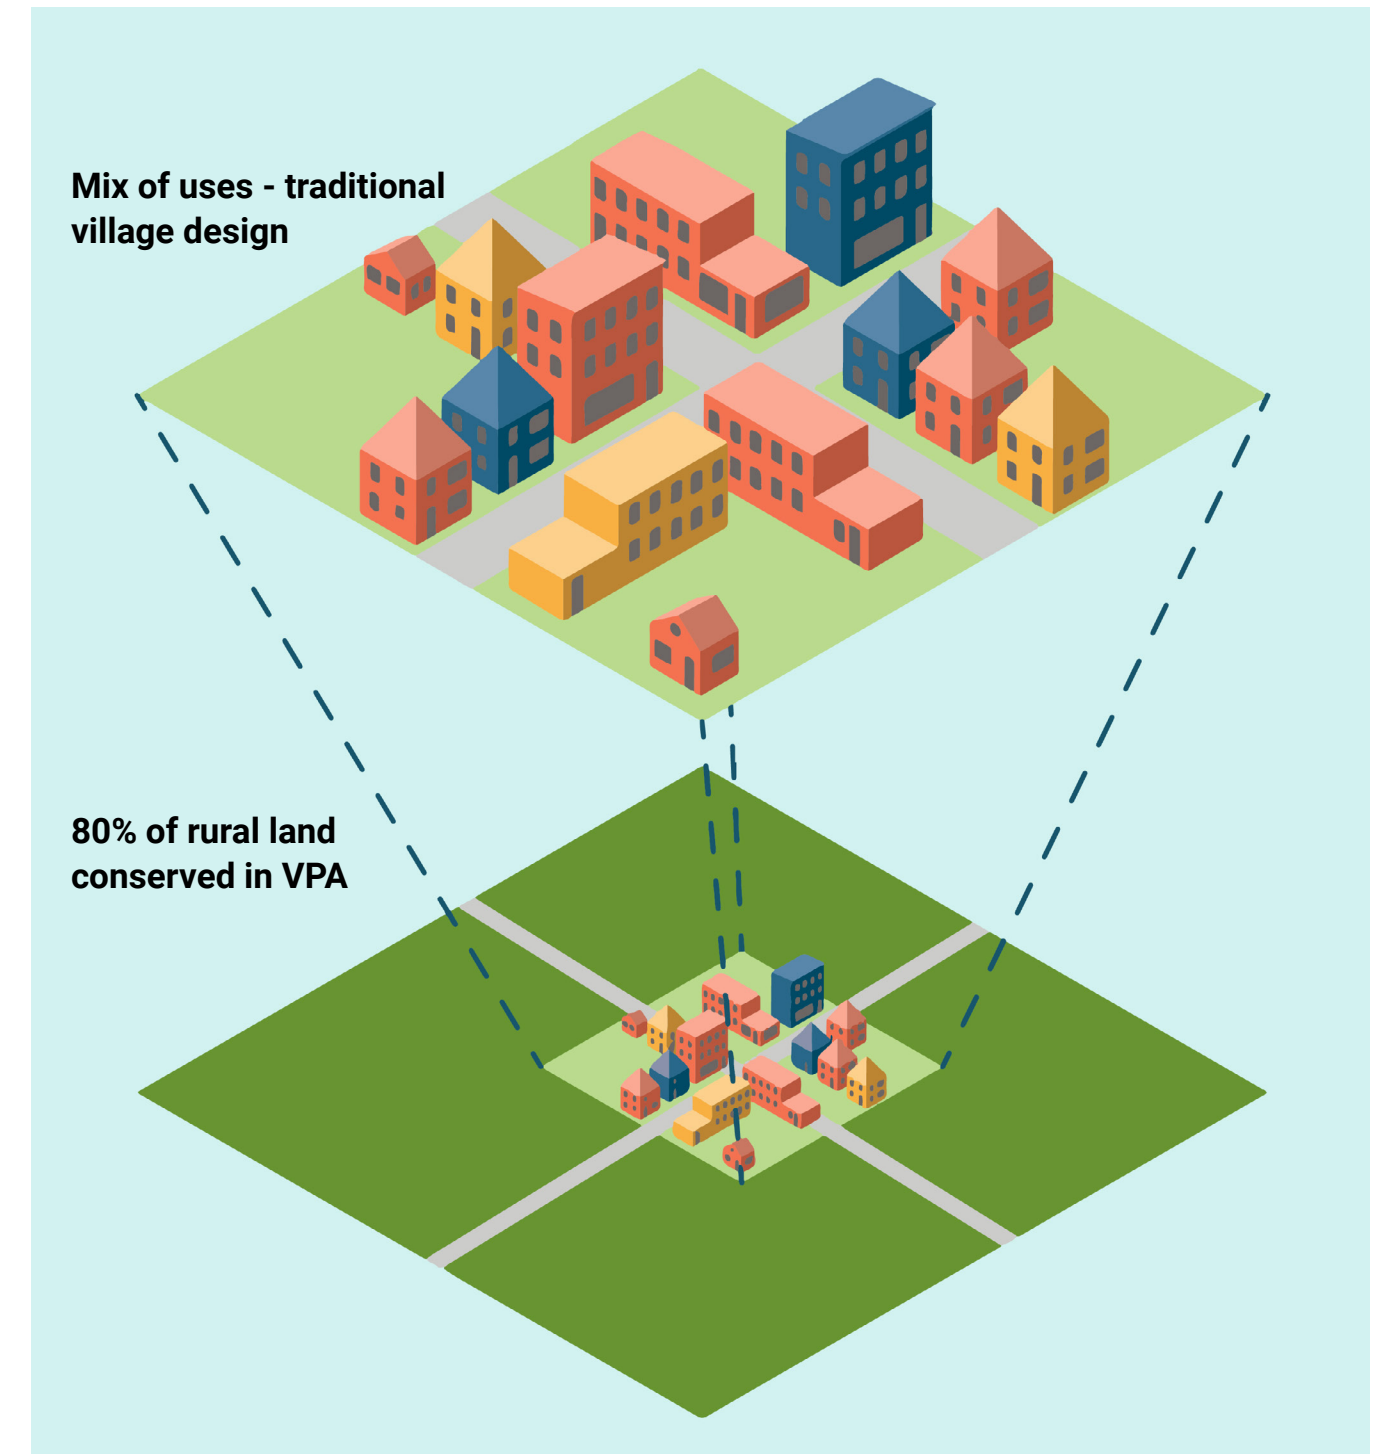 Mix of uses - traditional
village design
80% of rural land
conserved in VPA